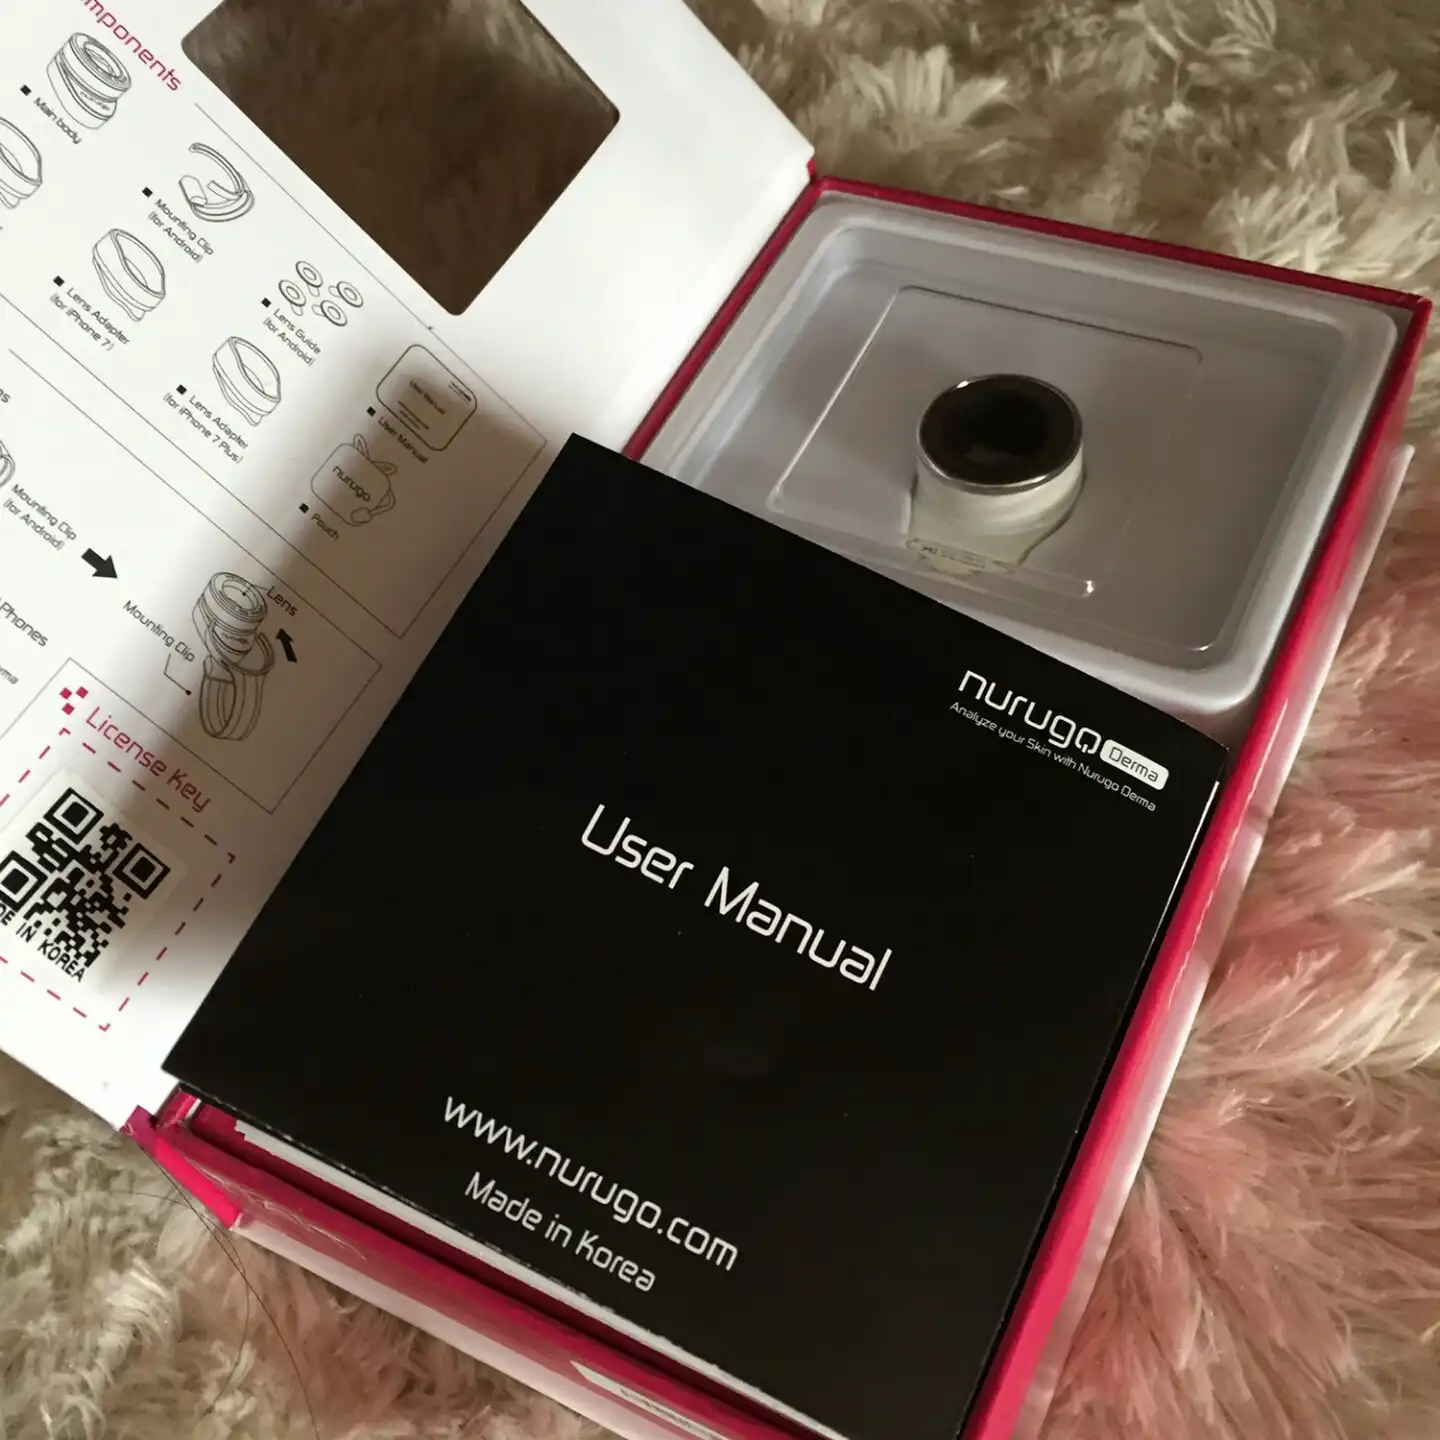 Main body
Mounting Clip
(for Android)
Lens Adapter
(for iPhone 7)
Lens Guide
(for Android)
Lens Adapter
(for iPhone 7 Plus)
User Manual
User Manual
nurugo
Pouch
Mounting Clip
(for Android)
Lens
Mounting Clip
Phones
License Key
IN KOREA
nurugo Derma
Analyze your Skin with Nurugo Derma
User Manual
www.nurugo.com
Made in Korea